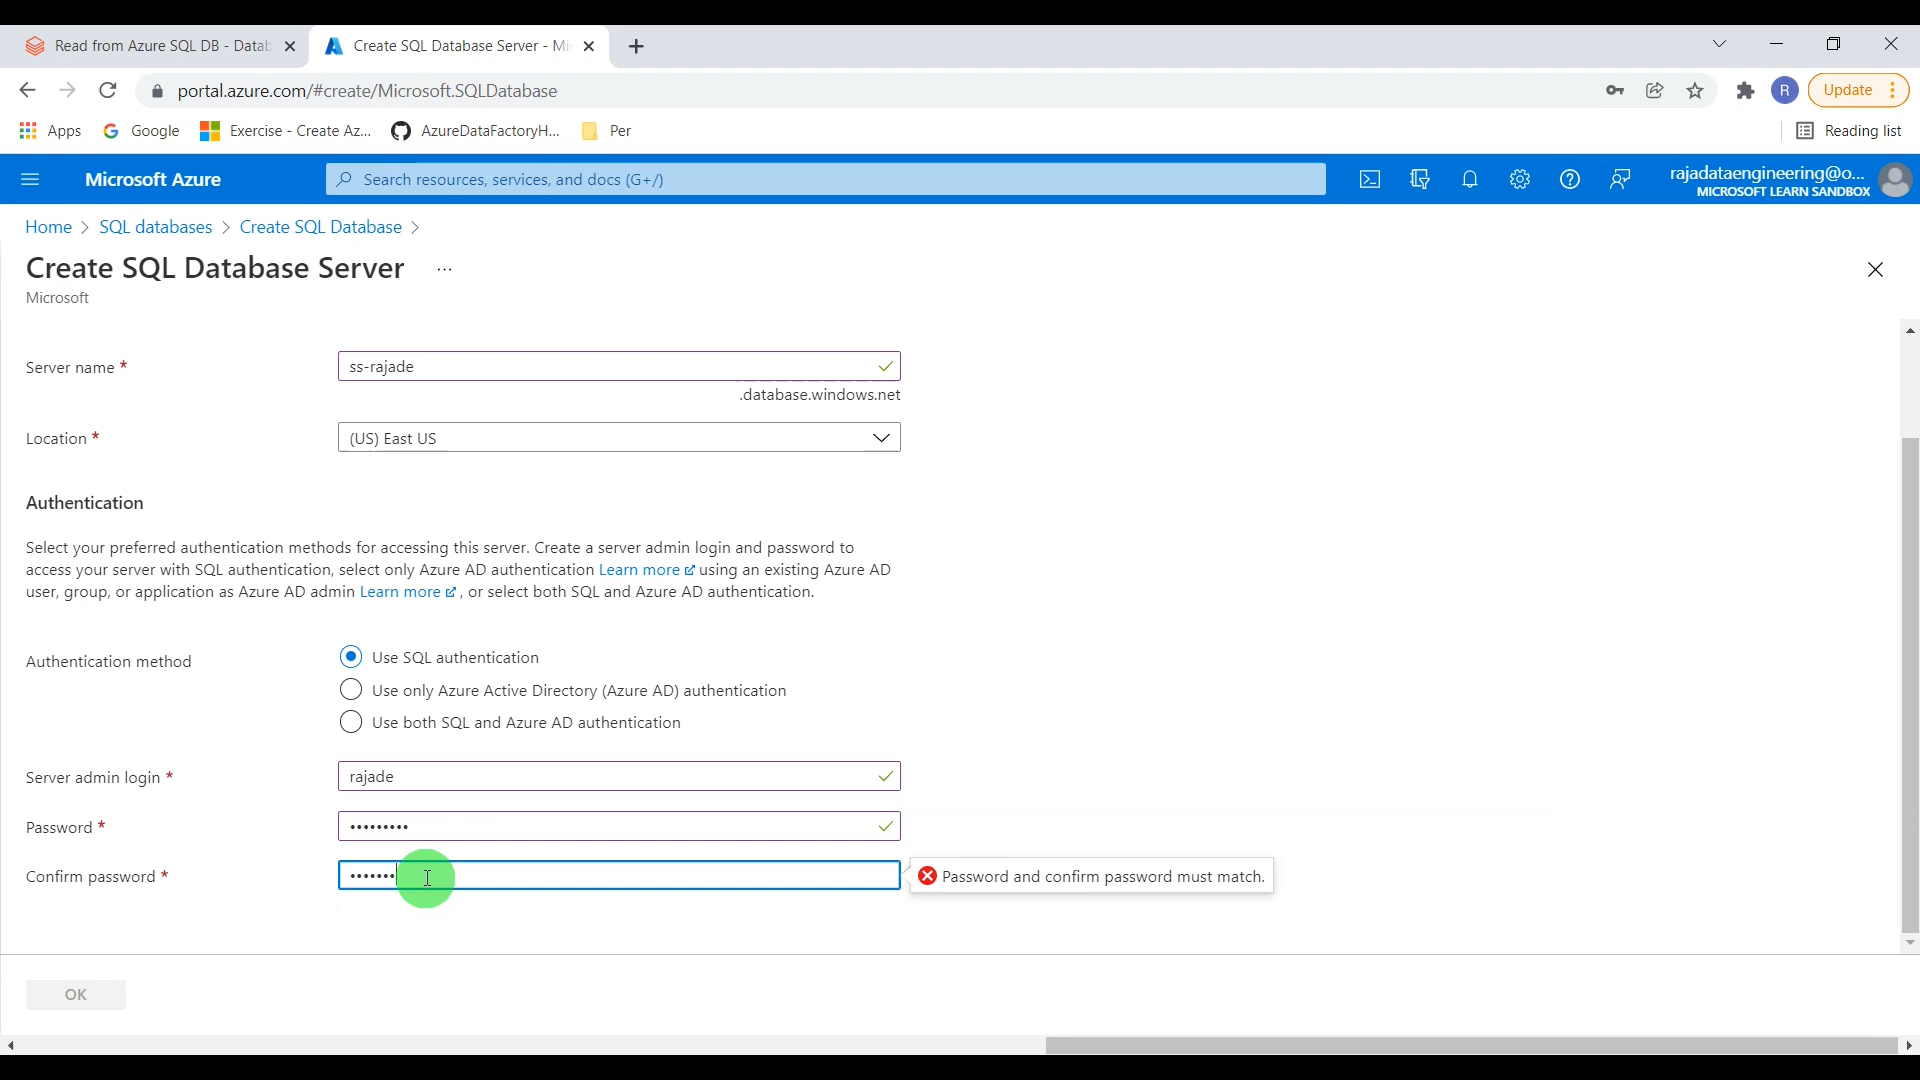 Read from Azure SQL DB - Datab
Create SQL Database Server - Mi
portal.azure.com/#create/Microsoft.SQLDatabase
R
Update
Apps
Google
Exercise - Create Az...
AzureDataFactoryH...
Per
Reading list
Microsoft Azure
Search resources, services, and docs (G+/)
rajadataengineering@o...
MICROSOFT LEARN SANDBOX
Home > SQL databases > Create SQL Database >
Create SQL Database Server ...
Microsoft
Server name *
ss-rajade
.database.windows.net
Location *
(US) East US
Authentication
Select your preferred authentication methods for accessing this server. Create a server admin login and password to
access your server with SQL authentication, select only Azure AD authentication Learn more using an existing Azure AD
user, group, or application as Azure AD admin Learn more , or select both SQL and Azure AD authentication.
Authentication method
Use SQL authentication
Use only Azure Active Directory (Azure AD) authentication
Use both SQL and Azure AD authentication
Server admin login *
rajade
Password *
•••••••••
Confirm password *
•••••••
Password and confirm password must match.
OK